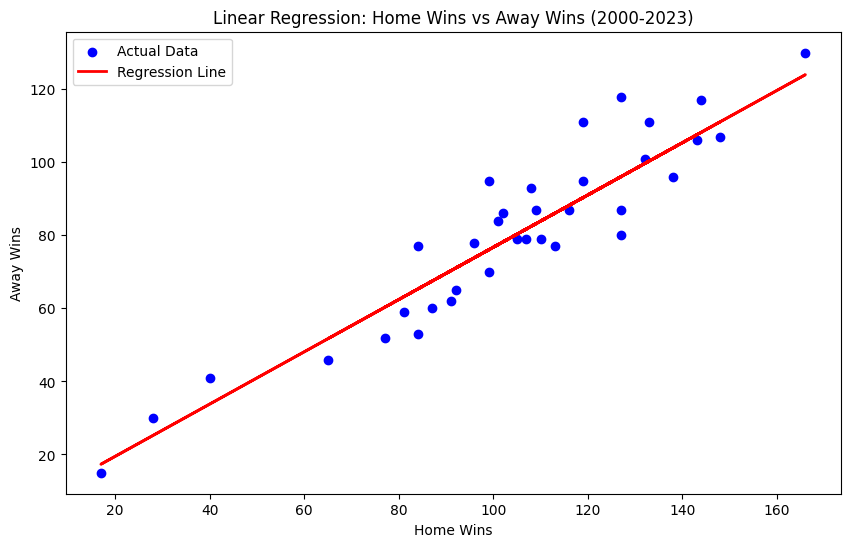 Linear Regression: Home Wins vs Away Wins (2000-2023)
Actual Data
Regression Line
Away Wins
120
100
80
60
40
20
20 40 60 80 100 120 140 160
Home Wins